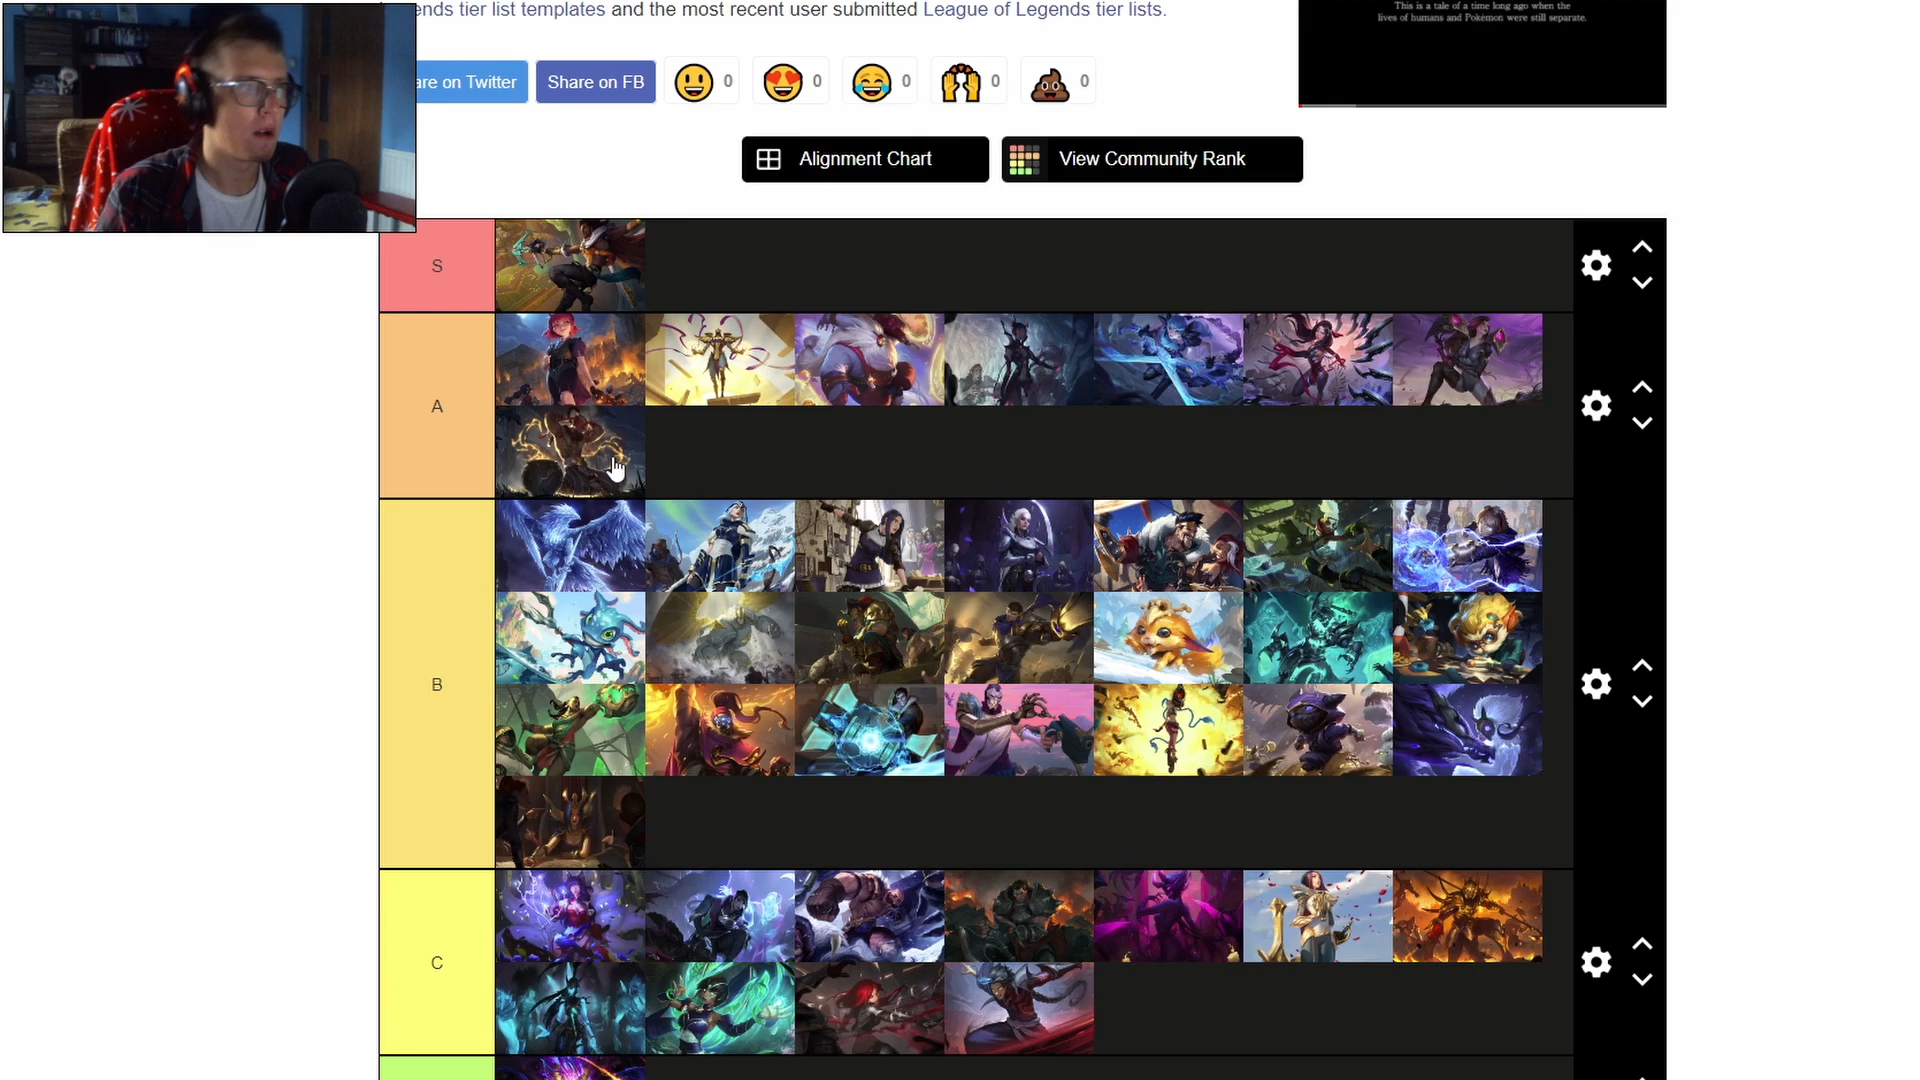 ends tier list templates and the most recent user submitted League of Legends tier lists.
This is a tale of a time long ago when the
lives of humans and Pokémon were still separate.
are on Twitter
Share on FB
0
0
0
0
0
Alignment Chart
View Community Rank
S
A
B
C